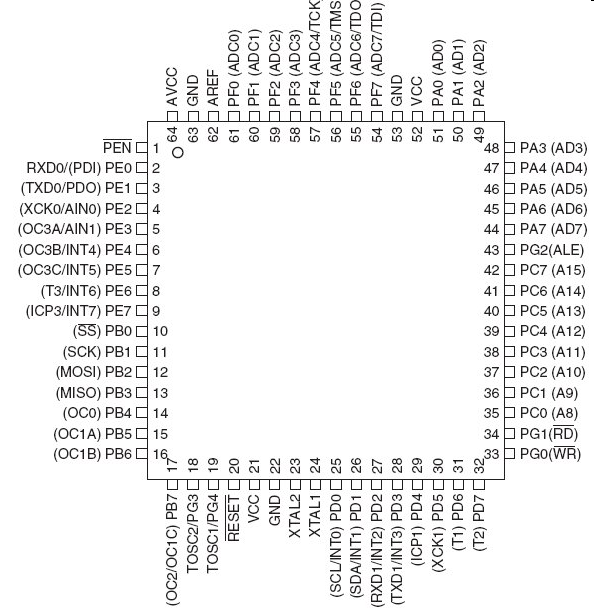 AVCC
GND
AREF
PF0 (ADC0)
PF1 (ADC1)
PF2 (ADC2)
PF3 (ADC3)
PF4 (ADC4/TCK)
PF5 (ADC5/TMS
PF6 (ADC6/TDO
PF7 (ADC7/TDI)
GND
VCC
PA0 (AD0)
PA1 (AD1)
PA2 (AD2)
64
63
62
61
60
59
58
57
56
55
54
53
52
51
50
49
PEN 1
RXD0/(PDI) PE0 2
(TXD0/PDO) PE1 3
(XCK0/AIN0) PE2 4
(OC3A/AIN1) PE3 5
(OC3B/INT4) PE4 6
(OC3C/INT5) PE5 7
(T3/INT6) PE6 8
(ICP3/INT7) PE7 9
(SS) PB0 10
(SCK) PB1 11
(MOSI) PB2 12
(MISO) PB3 13
(OC0) PB4 14
(OC1A) PB5 15
(OC1B) PB6 16
48 PA3 (AD3)
47 PA4 (AD4)
46 PA5 (AD5)
45 PA6 (AD6)
44 PA7 (AD7)
43 PG2(ALE)
42 PC7 (A15)
41 PC6 (A14)
40 PC5 (A13)
39 PC4 (A12)
38 PC3 (A11)
37 PC2 (A10)
36 PC1 (A9)
35 PC0 (A8)
34 PG1(RD)
33 PG0(WR)
17
18
19
20
21
22
23
24
25
26
27
28
29
30
31
32
(OC2/OC1C) PB7
TOSC2/PG3
TOSC1/PG4
RESET
VCC
GND
XTAL2
XTAL1
(SCL/INT0) PD0
(SDA/INT1) PD1
(RXD1/INT2) PD2
(TXD1/INT3) PD3
(ICP1) PD4
(XCK1) PD5
(T1) PD6
(T2) PD7